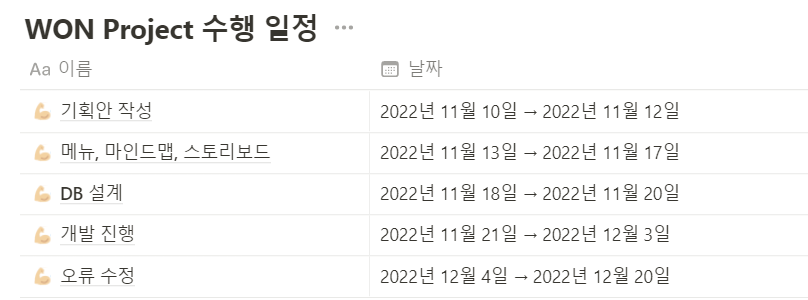 WON Project 수행 일정 ...
Aa 이름 날짜
기획안 작성 2022년 11월 10일 → 2022년 11월 12일
메뉴, 마인드맵, 스토리보드 2022년 11월 13일 → 2022년 11월 17일
DB 설계 2022년 11월 18일 → 2022년 11월 20일
개발 진행 2022년 11월 21일 → 2022년 12월 3일
오류 수정 2022년 12월 4일 → 2022년 12월 20일